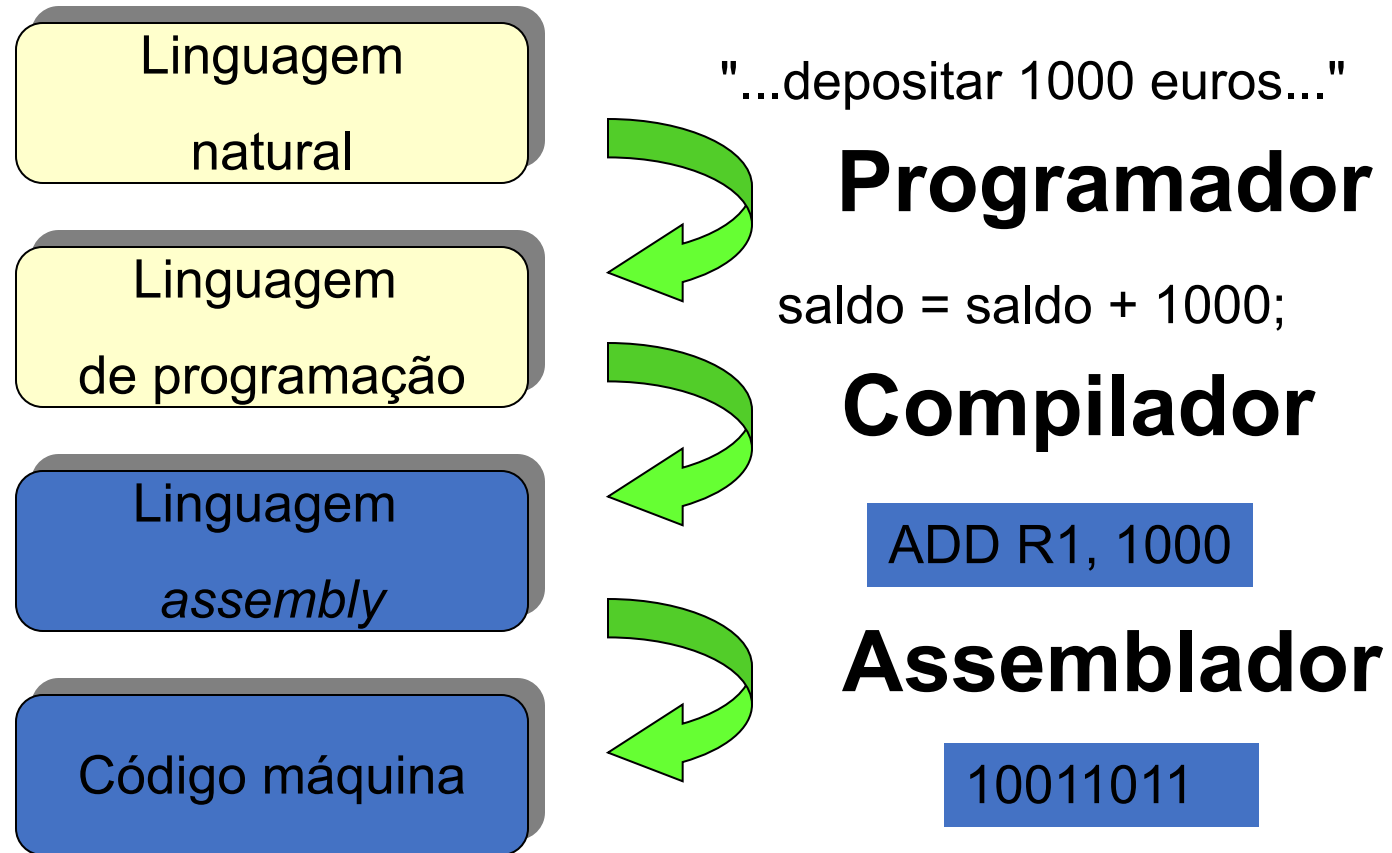 Linguagem
natural
"...depositar 1000 euros..."
Programador
Linguagem
de programação
saldo = saldo + 1000;
Compilador
Linguagem
assembly
ADD R1, 1000
Assemblador
Código máquina
10011011